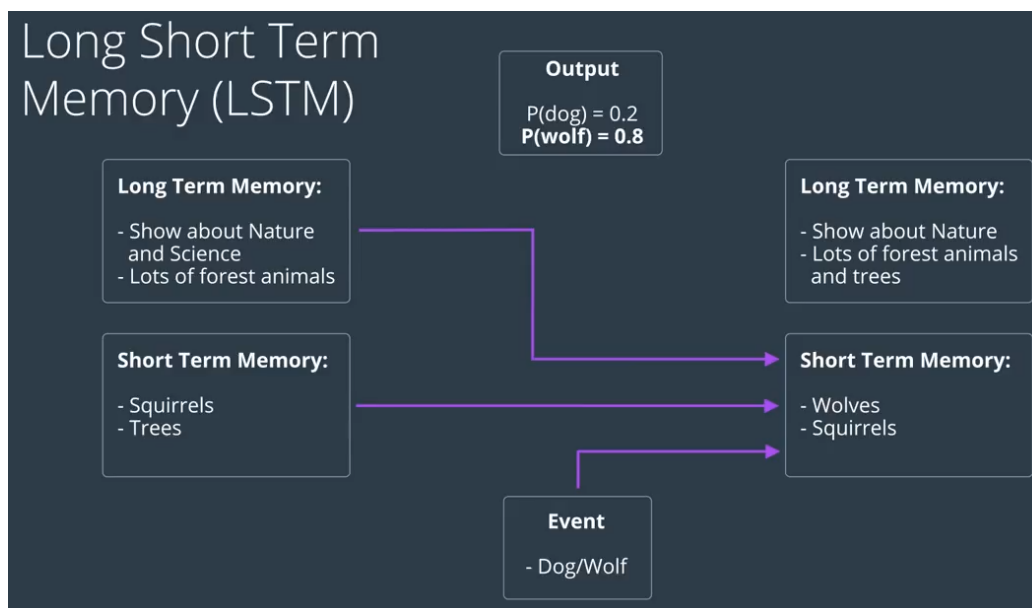 Long Short Term
Memory (LSTM)
Output
P(dog) = 0.2
P(wolf) = 0.8
Long Term Memory:
- Show about Nature
and Science
- Lots of forest animals
Long Term Memory:
- Show about Nature
- Lots of forest animals
and trees
Short Term Memory:
- Squirrels
- Trees
Short Term Memory:
- Wolves
- Squirrels
Event
- Dog/Wolf